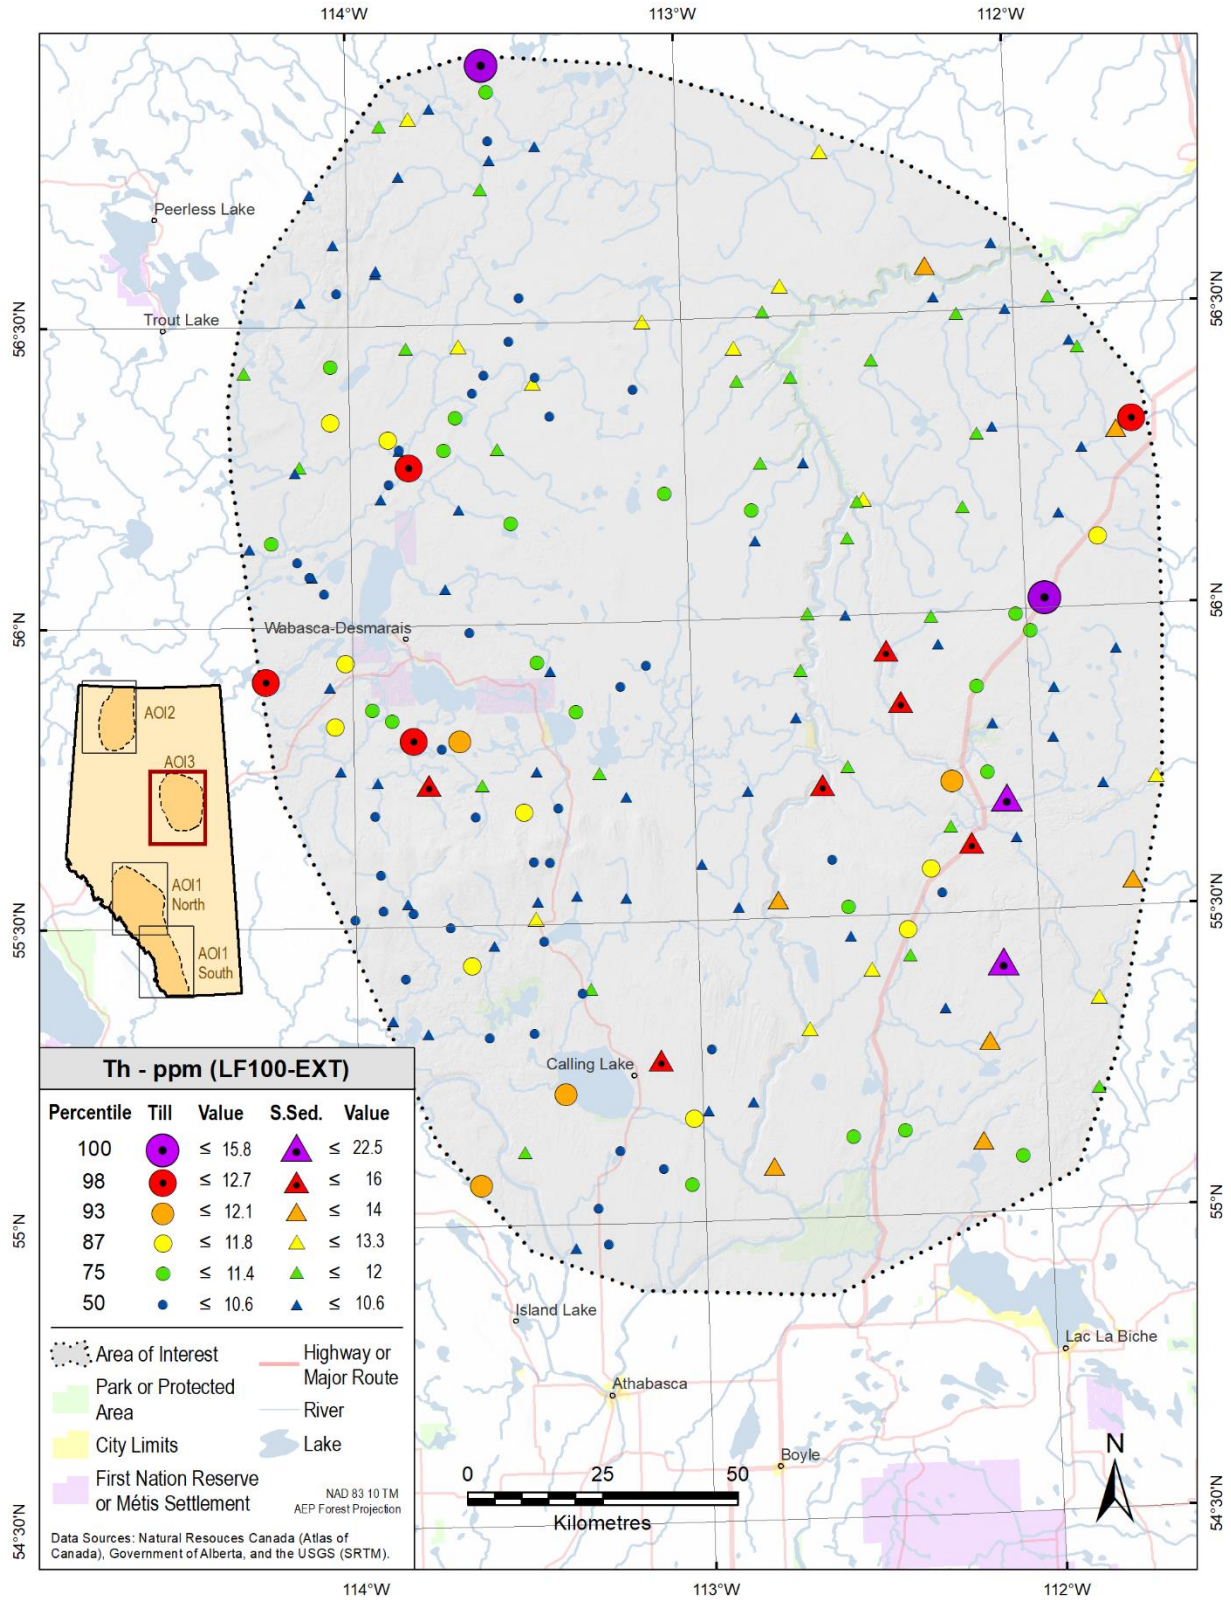 114°W 113°W 112°W
Peerless Lake
Trout Lake
56°30'N 56°30'N
56°N 56°N
Wabasca-Desmarais
AOI2
AOI3
AOI1
North
AOI1
South
55°30'N 55°30'N
Calling Lake
Th - ppm (LF100-EXT)
Percentile Till Value S.Sed. Value
100 ≤ 15.8 ≤ 22.5
98 ≤ 12.7 ≤ 16
93 ≤ 12.1 ≤ 14
87 ≤ 11.8 ≤ 13.3
75 ≤ 11.4 ≤ 12
50 ≤ 10.6 ≤ 10.6
55°N 55°N
Island Lake
Lac La Biche
Athabasca
Boyle
Area of Interest
Park or Protected
Area
City Limits
First Nation Reserve
or Métis Settlement
Highway or
Major Route
River
Lake
NAD 83 10 TM
AEP Forest Projection
Data Sources: Natural Resouces Canada (Atlas of
Canada), Government of Alberta, and the USGS (SRTM).
0 25 50
Kilometres
N
54°30'N 54°30'N
114°W 113°W 112°W